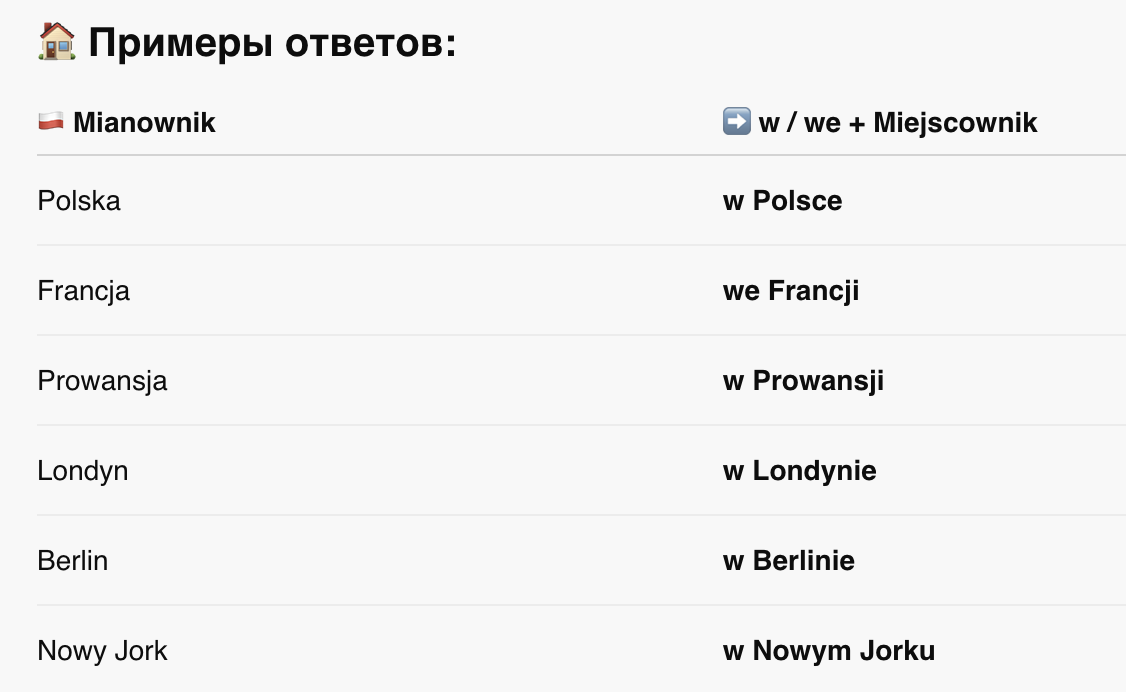 🏠 Примеры ответов:
🇵🇱 Mianownik ➡️ w / we + Miejscownik
Polska w Polsce
Francja we Francji
Prowansja w Prowansji
Londyn w Londynie
Berlin w Berlinie
Nowy Jork w Nowym Jorku